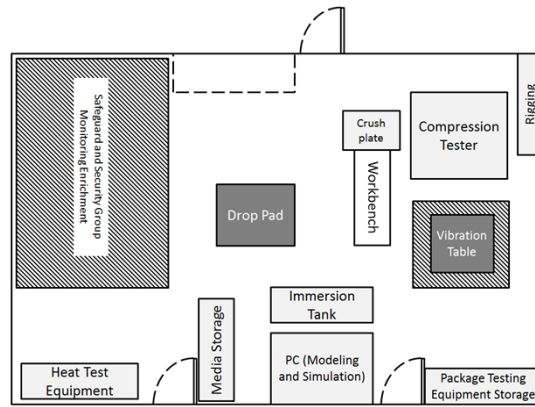 Safeguard and Security Group
Monitoring Enrichment
Crush
plate
Compression
Tester
Rigging
Workbench
Drop Pad
Vibration
Table
Immersion
Tank
Media Storage
PC (Modeling
and Simulation)
Heat Test
Equipment
Package Testing
Equipment Storage